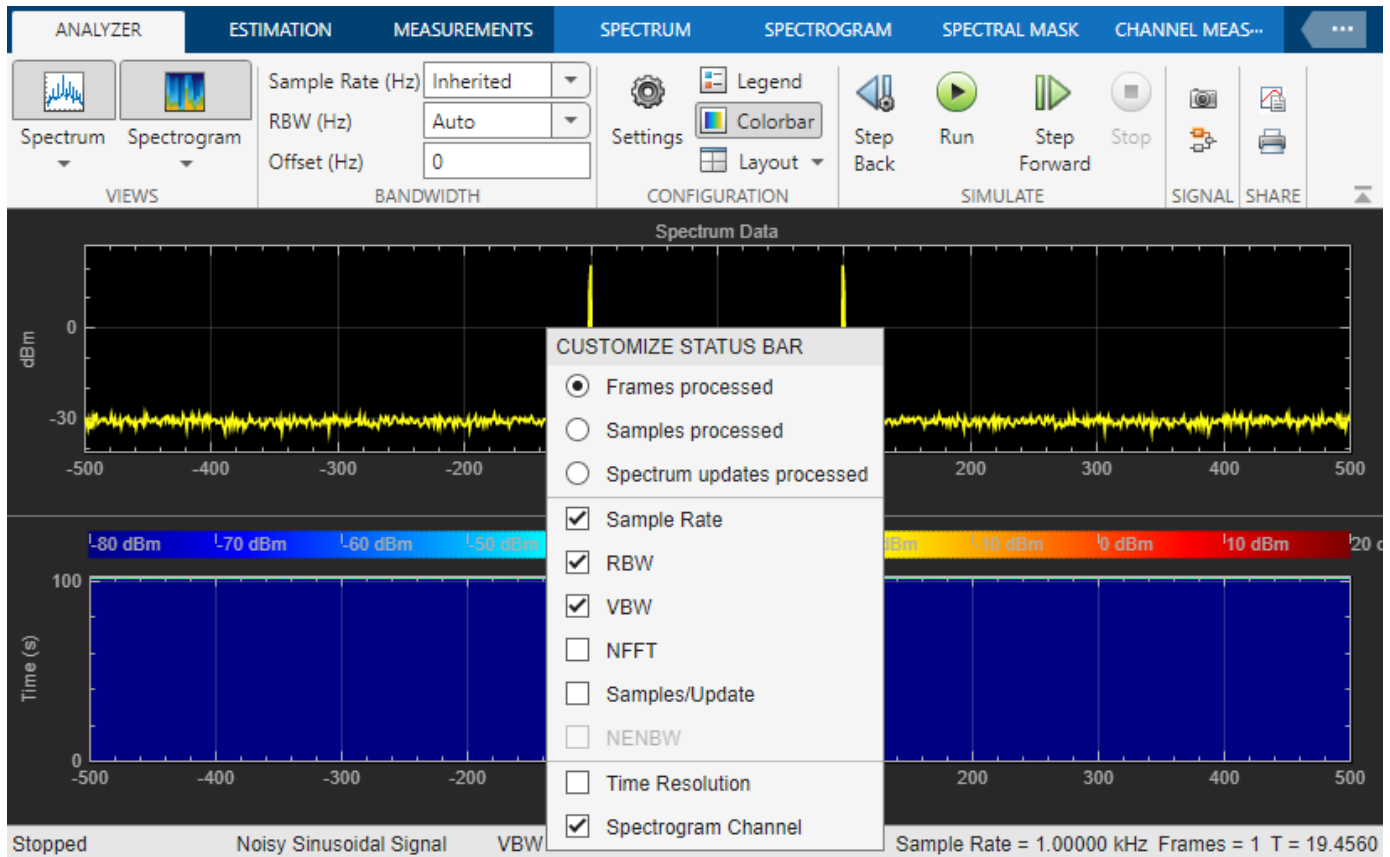 ANALYZER ESTIMATION MEASUREMENTS SPECTRUM SPECTROGRAM SPECTRAL MASK CHANNEL MEAS···
Sample Rate (Hz) Inherited Legend
RBW (Hz) Auto Colorbar
Spectrum Spectrogram Settings Step Run Step Stop
Offset (Hz) 0 Layout Back Forward
VIEWS BANDWIDTH CONFIGURATION SIMULATE SIGNAL SHARE
Spectrum Data
dBm
0
-30
-500 -400 -300 -200 200 300 400 500
CUSTOMIZE STATUS BAR
Frames processed
Samples processed
Spectrum updates processed
Sample Rate
RBW
VBW
NFFT
Samples/Update
NENBW
Time Resolution
Spectrogram Channel
-80 dBm -70 dBm -60 dBm -50 dBm -10 dBm 0 dBm 10 dBm 20
Time (s)
100
0
-500 -400 -300 -200 200 300 400 500
Stopped Noisy Sinusoidal Signal VBW Sample Rate = 1.00000 kHz Frames = 1 T = 19.4560